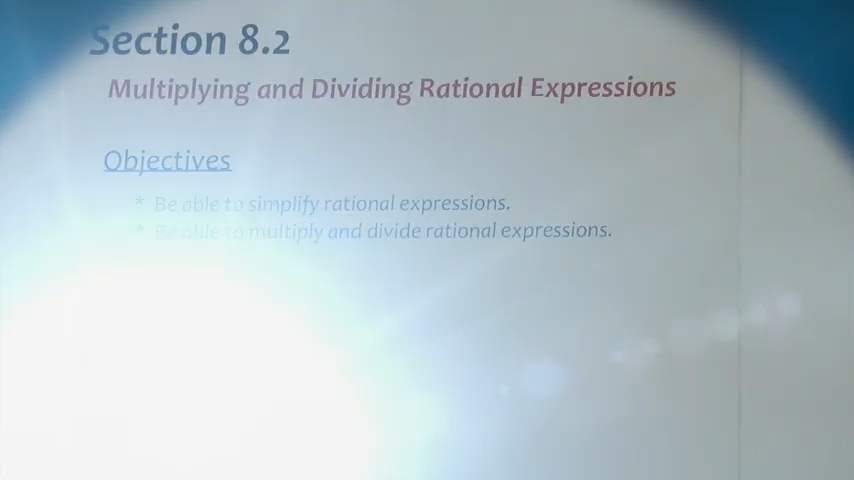 Section 8.2
Multiplying and Dividing Rational Expressions
Objectives
* Be able to simplify rational expressions.
* Be able to multiply and divide rational expressions.